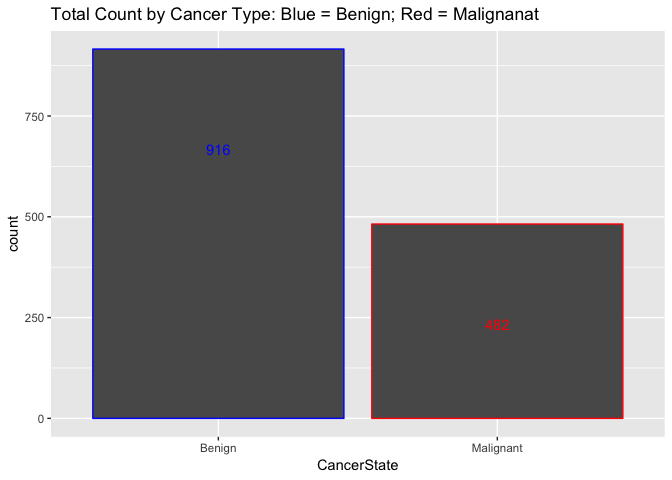 Total Count by Cancer Type: Blue = Benign; Red = Malignanat
750
500
250
0
count
916
482
Benign
Malignant
CancerState